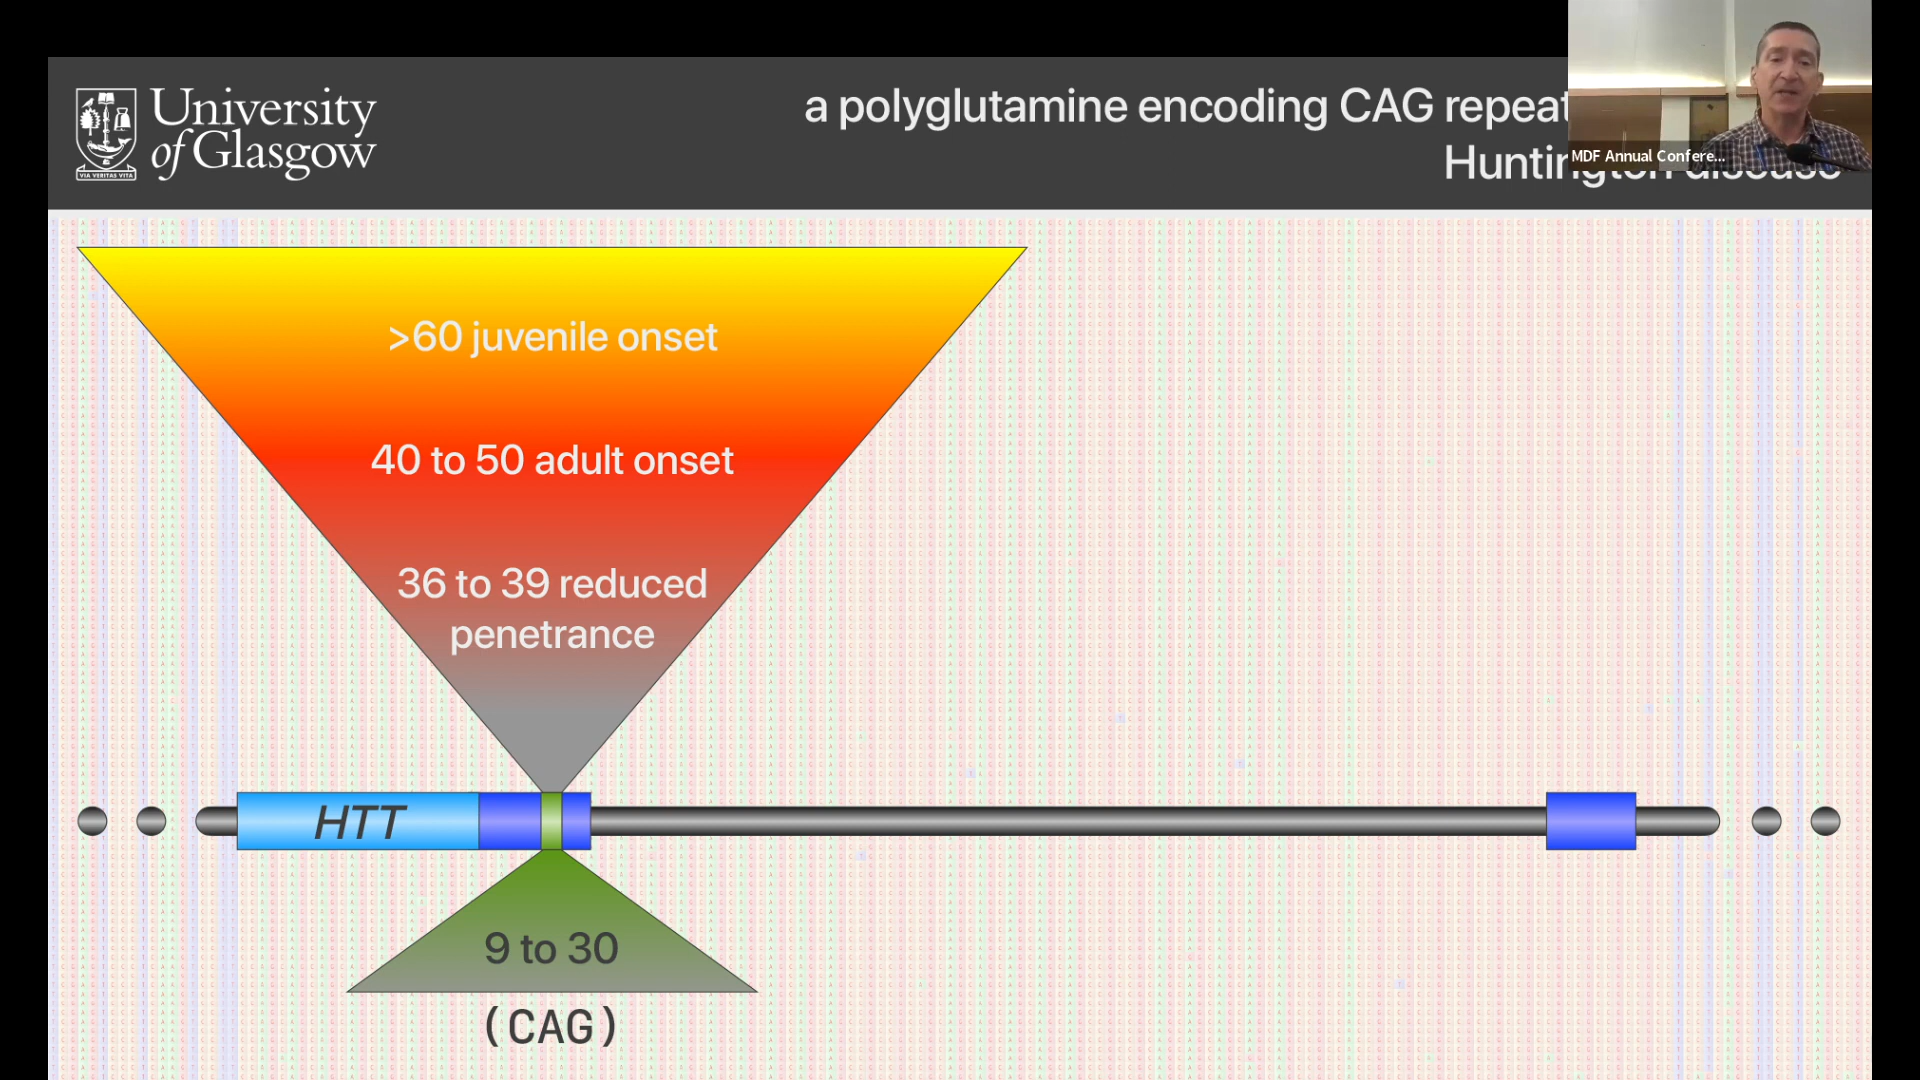 University
of Glasgow
VIA VERITAS VITA
a polyglutamine encoding CAG repeat
Huntington disease
MDF Annual Confere...
>60 juvenile onset
40 to 50 adult onset
36 to 39 reduced
penetrance
HTT
9 to 30
(CAG)